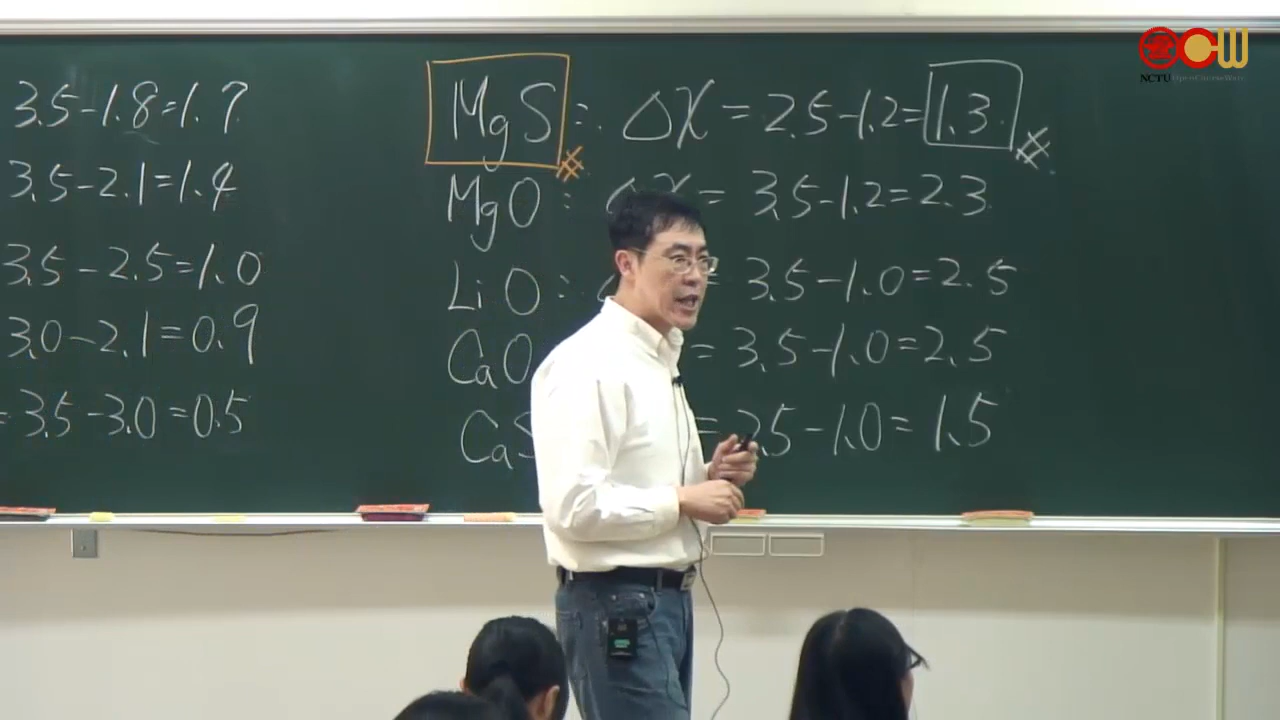 NCTU OpenCourseWare
3.5-1.8=1.7
3.5-2.1=1.4
3.5-2.5=1.0
3.0-2.1=0.9
=3.5-3.0=0.5
MgS: Δχ=2.5-1.2=1.3
MgO: Δχ=3.5-1.2=2.3
LiO: =3.5-1.0=2.5
CaO =3.5-1.0=2.5
CaS =2.5-1.0=1.5